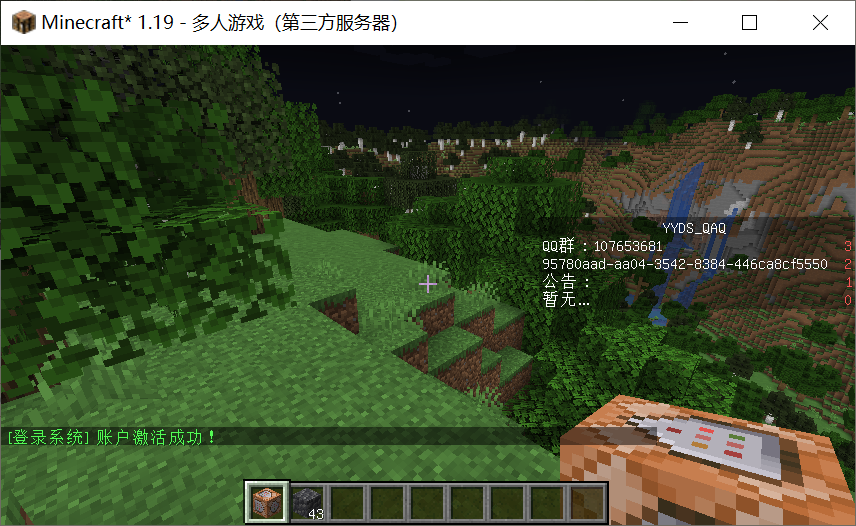 Minecraft* 1.19 - 多人游戏（第三方服务器）
YYDS_QAQ
QQ群：107653681 3
95780aad-aa04-3542-8384-446ca8cf5550 2
公告： 1
暂无... 0
[登录系统] 账户激活成功！
43